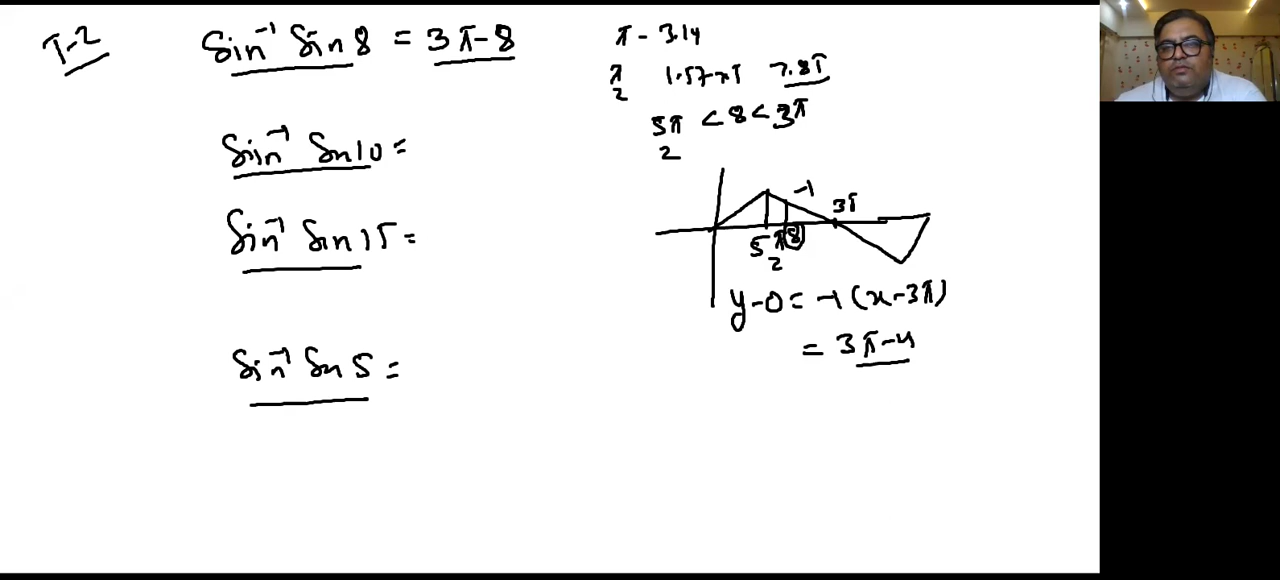 T-2
Sin⁻¹ Sin 8 = 3π-8
Sin⁻¹ Sin 10 =
Sin⁻¹ Sin 15 =
Sin⁻¹ Sin 5 =
π - 3.14
π/2 1.57×5 7.85
5π/2 < 8 < 3π
-1
3π
5π/2 8
y-0 = -1 (x-3π)
= 3π-x